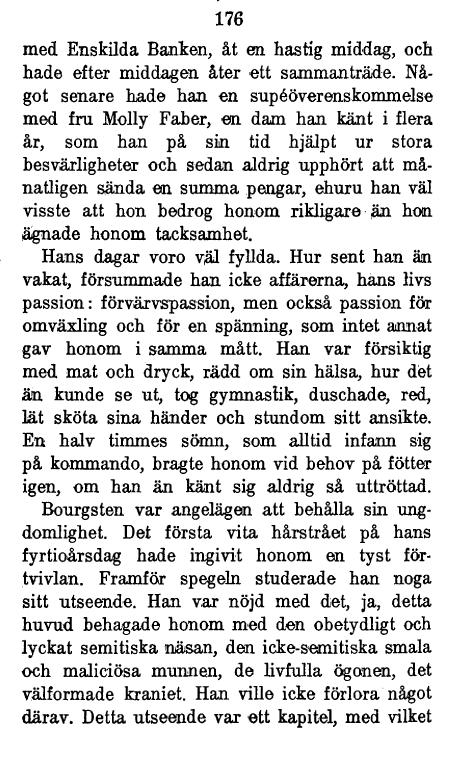 176
med Enskilda Banken, åt en hastig middag, och
hade efter middagen åter ett sammanträde. Nå-
got senare hade han en supéöverenskommelse
med fru Molly Faber, en dam han känt i flera
år, som han på sin tid hjälpt ur stora
besvärligheter och sedan aldrig upphört att må-
natligen sända en summa pengar, ehuru han väl
visste att hon bedrog honom rikligare än hon
ägnade honom tacksamhet.
Hans dagar voro väl fyllda. Hur sent han än
vakat, försummade han icke affärerna, hans livs
passion: förvärvspassion, men också passion för
omväxling och för en spänning, som intet annat
gav honom i samma mått. Han var försiktig
med mat och dryck, rädd om sin hälsa, hur det
än kunde se ut, tog gymnastik, duschade, red,
lät sköta sina händer och stundom sitt ansikte.
En halv timmes sömn, som alltid infann sig
på kommando, bragte honom vid behov på fötter
igen, om han än känt sig aldrig så uttröttad.
Bourgsten var angelägen att behålla sin ung-
domlighet. Det första vita hårstrået på hans
fyrtioårsdag hade ingivit honom en tyst för-
tvivlan. Framför spegeln studerade han noga
sitt utseende. Han var nöjd med det, ja, detta
huvud behagade honom med den obetydligt och
lyckat semitiska näsan, den icke-semitiska smala
och maliciösa munnen, de livfulla ögonen, det
välformade kraniet. Han ville icke förlora något
därav. Detta utseende var ett kapitel, med vilket